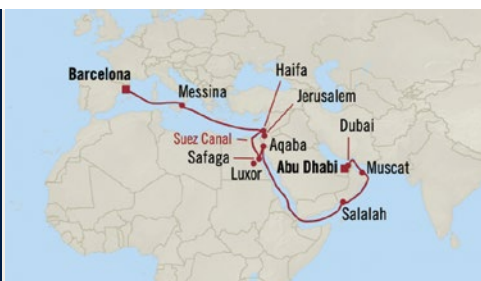 Barcelona
Messina
Haifa
Jerusalem
Suez Canal
Aqaba
Safaga
Luxor
Dubai
Abu Dhabi
Muscat
Salalah